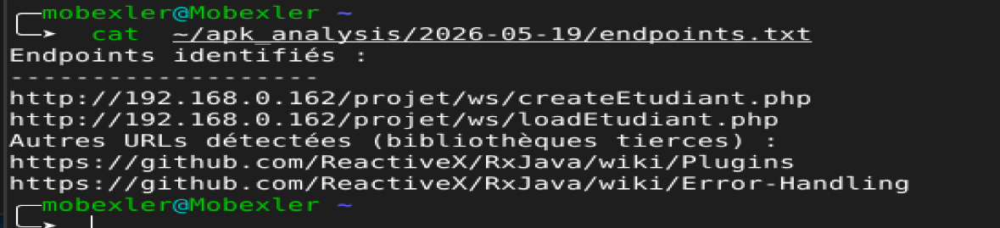 mobexler@Mobexler ~
cat ~/apk_analysis/2026-05-19/endpoints.txt
Endpoints identifiés :
-------------------
http://192.168.0.162/projet/ws/createEtudiant.php
http://192.168.0.162/projet/ws/loadEtudiant.php
Autres URLs détectées (bibliothèques tierces) :
https://github.com/ReactiveX/RxJava/wiki/Plugins
https://github.com/ReactiveX/RxJava/wiki/Error-Handling
mobexler@Mobexler ~